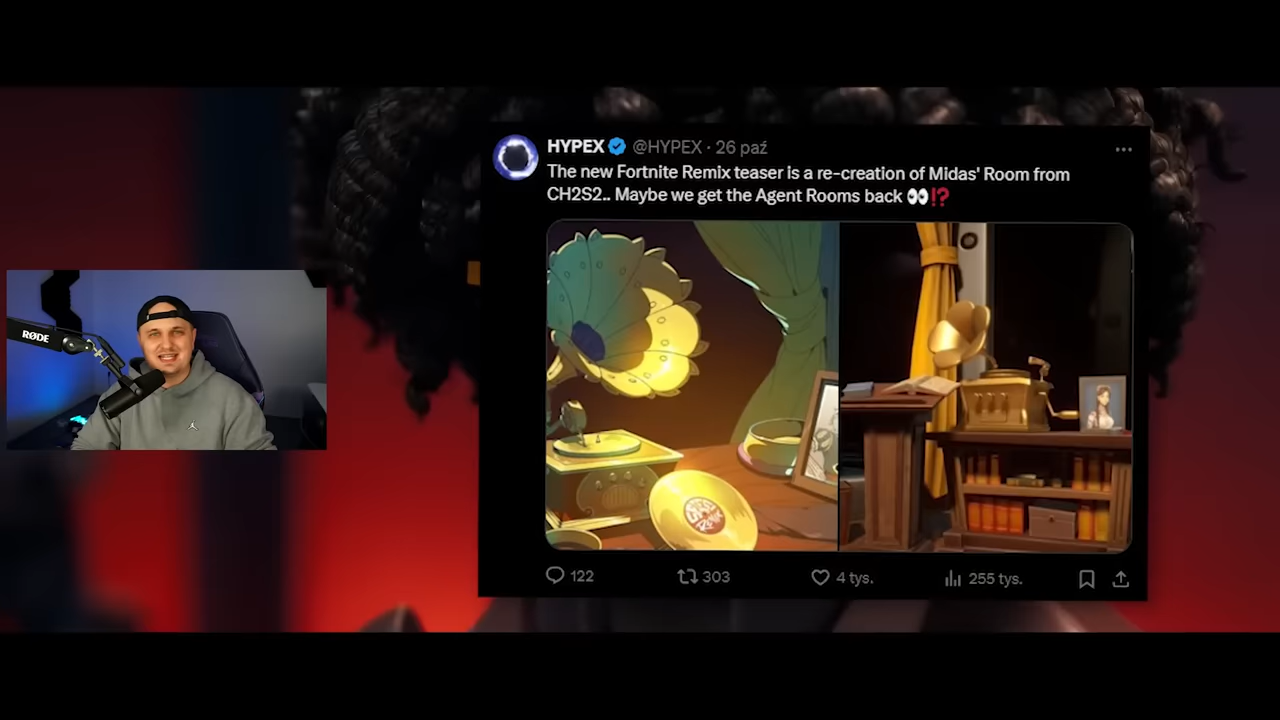 HYPEX @HYPEX · 26 paź
The new Fortnite Remix teaser is a re-creation of Midas' Room from
CH2S2.. Maybe we get the Agent Rooms back 👀⁉️
RØDE
REMIX
122 303 4 tys. 255 tys.